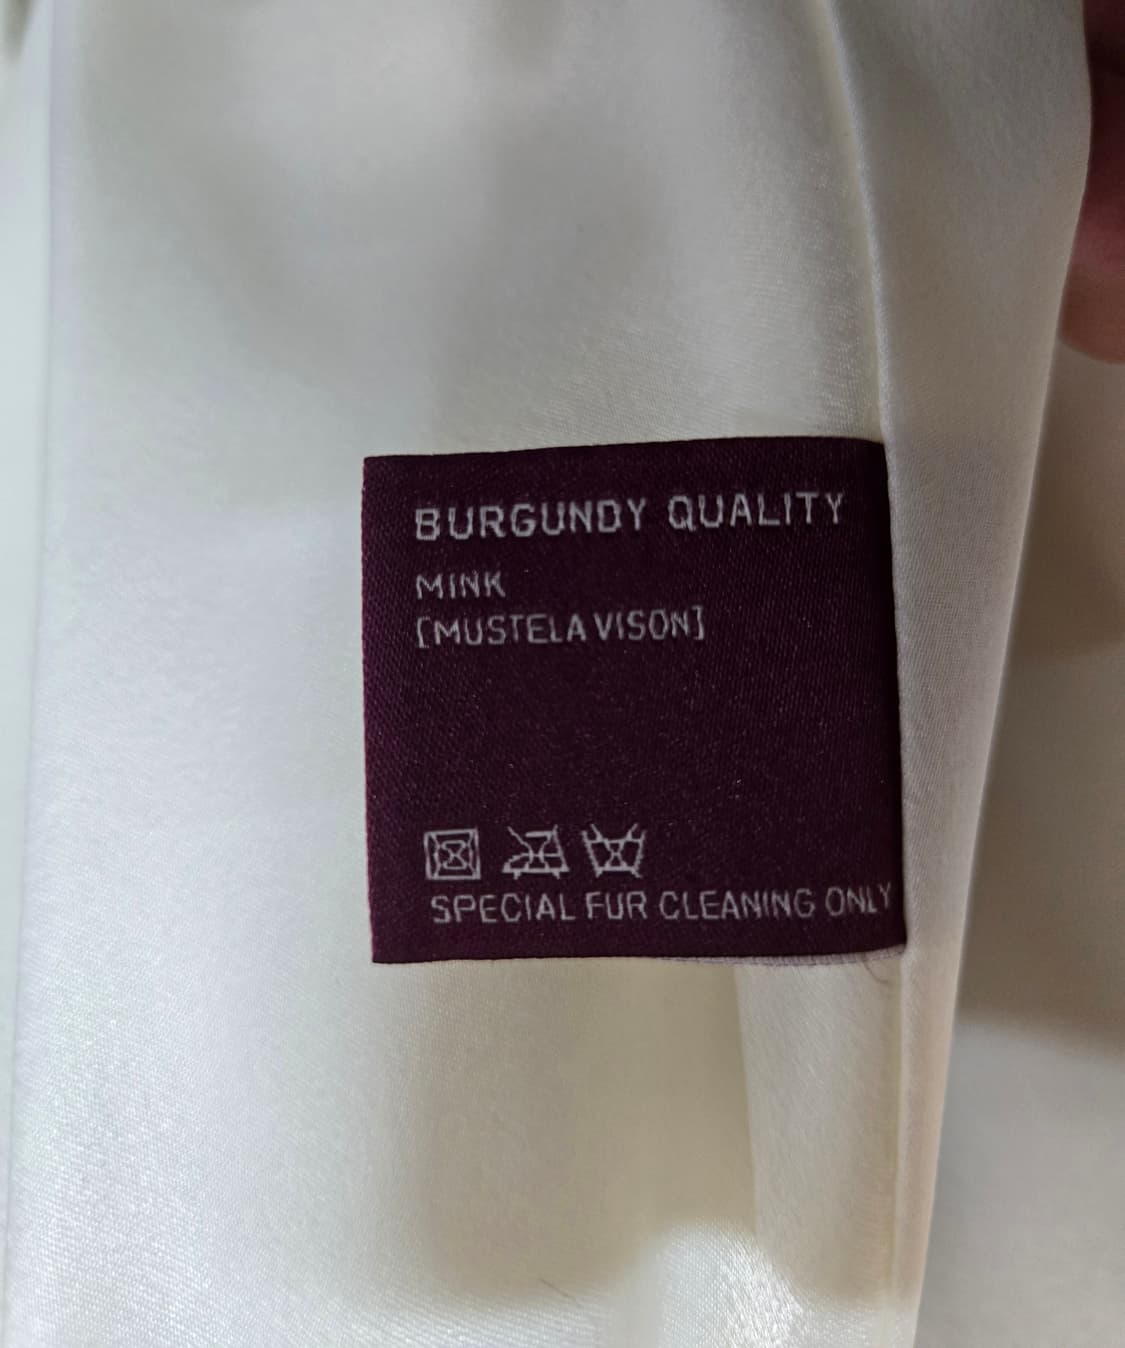 BURGUNDY QUALITY
MINK
[MUSTELA VISON]
SPECIAL FUR CLEANING ONLY